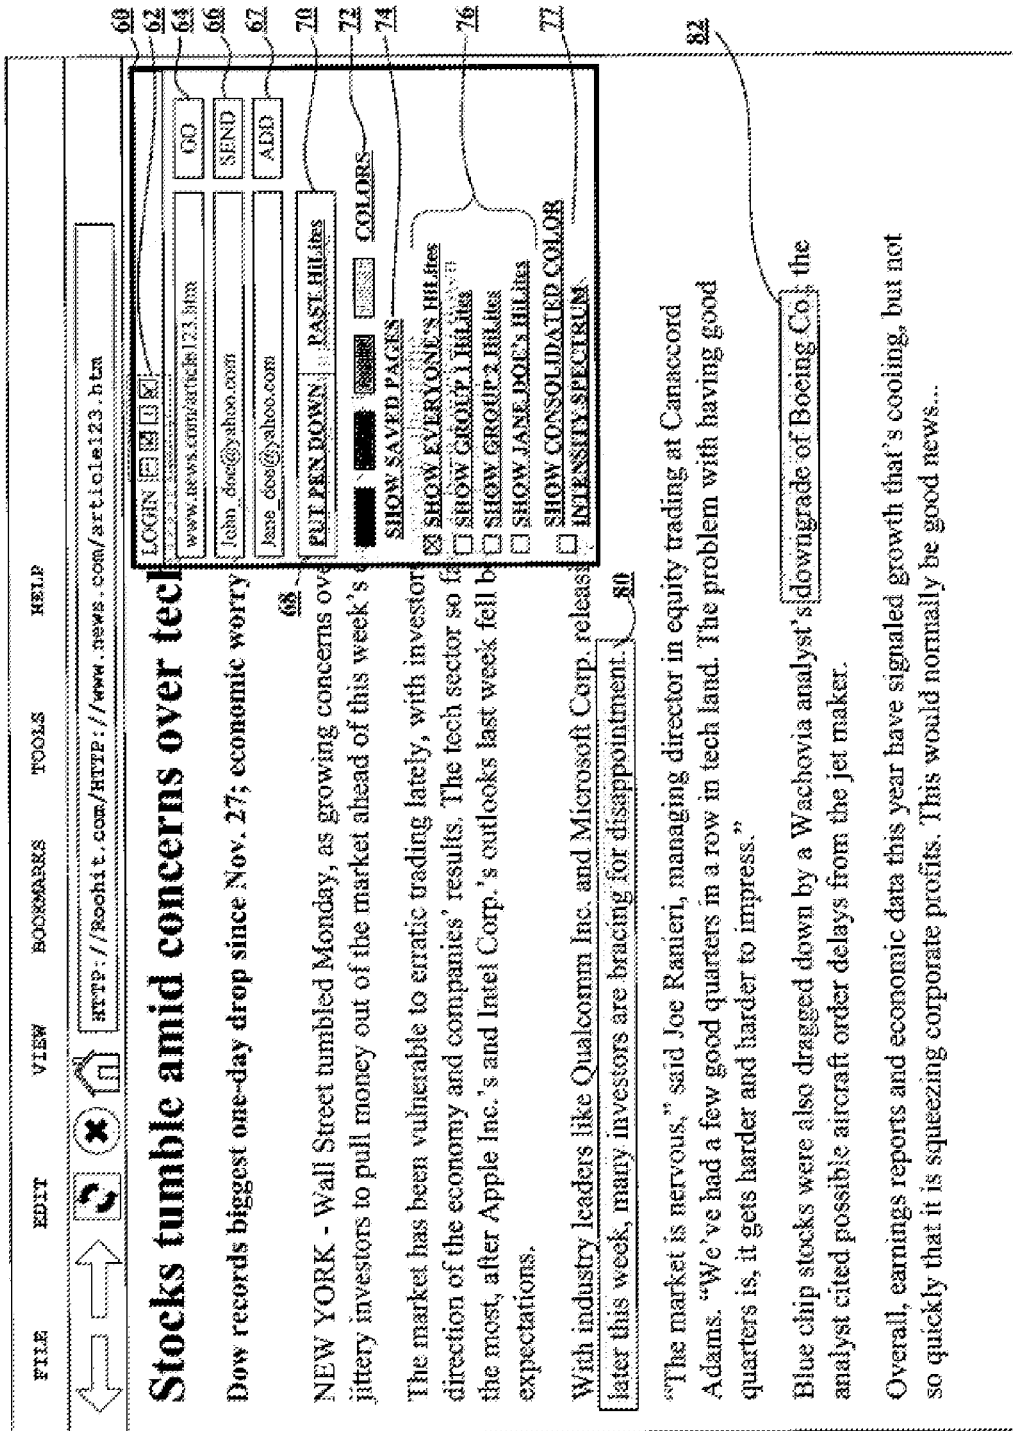 FILE EDIT VIEW BOOKMARKS TOOLS HELP
HTTP://Roohit.com/HTTP://www.news.com/article123.htm
Stocks tumble amid concerns over tech
Dow records biggest one-day drop since Nov. 27; economic worry
NEW YORK - Wall Street tumbled Monday, as growing concerns ove
jittery investors to pull money out of the market ahead of this week's e
The market has been vulnerable to erratic trading lately, with investor
direction of the economy and companies' results. The tech sector so fa
the most, after Apple Inc.'s and Intel Corp.'s outlooks last week fell be
expectations.
With industry leaders like Qualcomm Inc. and Microsoft Corp. releas
later this week, many investors are bracing for disappointment.
"The market is nervous," said Joe Ranieri, managing director in equity trading at Canaccord
Adams. "We've had a few good quarters in a row in tech land. The problem with having good
quarters is, it gets harder and harder to impress."
Blue chip stocks were also dragged down by a Wachovia analyst's downgrade of Boeing Co., the
analyst cited possible aircraft order delays from the jet maker.
Overall, earnings reports and economic data this year have signaled growth that's cooling, but not
so quickly that it is squeezing corporate profits. This would normally be good news...
LOGIN
www.news.com/article123.htm GO
John_doe@yahoo.com SEND
Jane_doe@yahoo.com ADD
PUT PEN DOWN PAST HiLites
COLORS
SHOW SAVED PAGES
SHOW EVERYONE'S HiLites
SHOW GROUP 1 HiLites
SHOW GROUP 2 HiLites
SHOW JANE DOE's HiLites
SHOW CONSOLIDATED COLOR
INTENSITY SPECTRUM
60
62
64
66
67
68
70
72
74
76
77
80
82